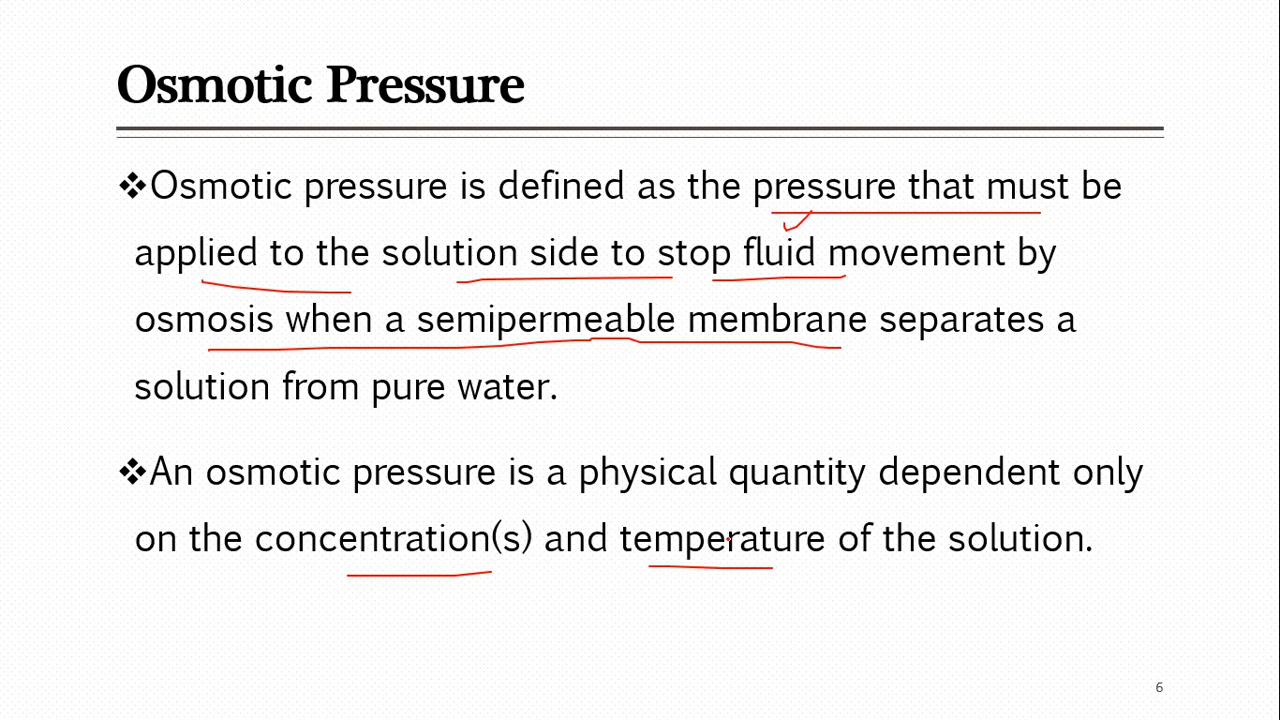 Osmotic Pressure
❖Osmotic pressure is defined as the pressure that must be
applied to the solution side to stop fluid movement by
osmosis when a semipermeable membrane separates a
solution from pure water.
❖An osmotic pressure is a physical quantity dependent only
on the concentration(s) and temperature of the solution.
6